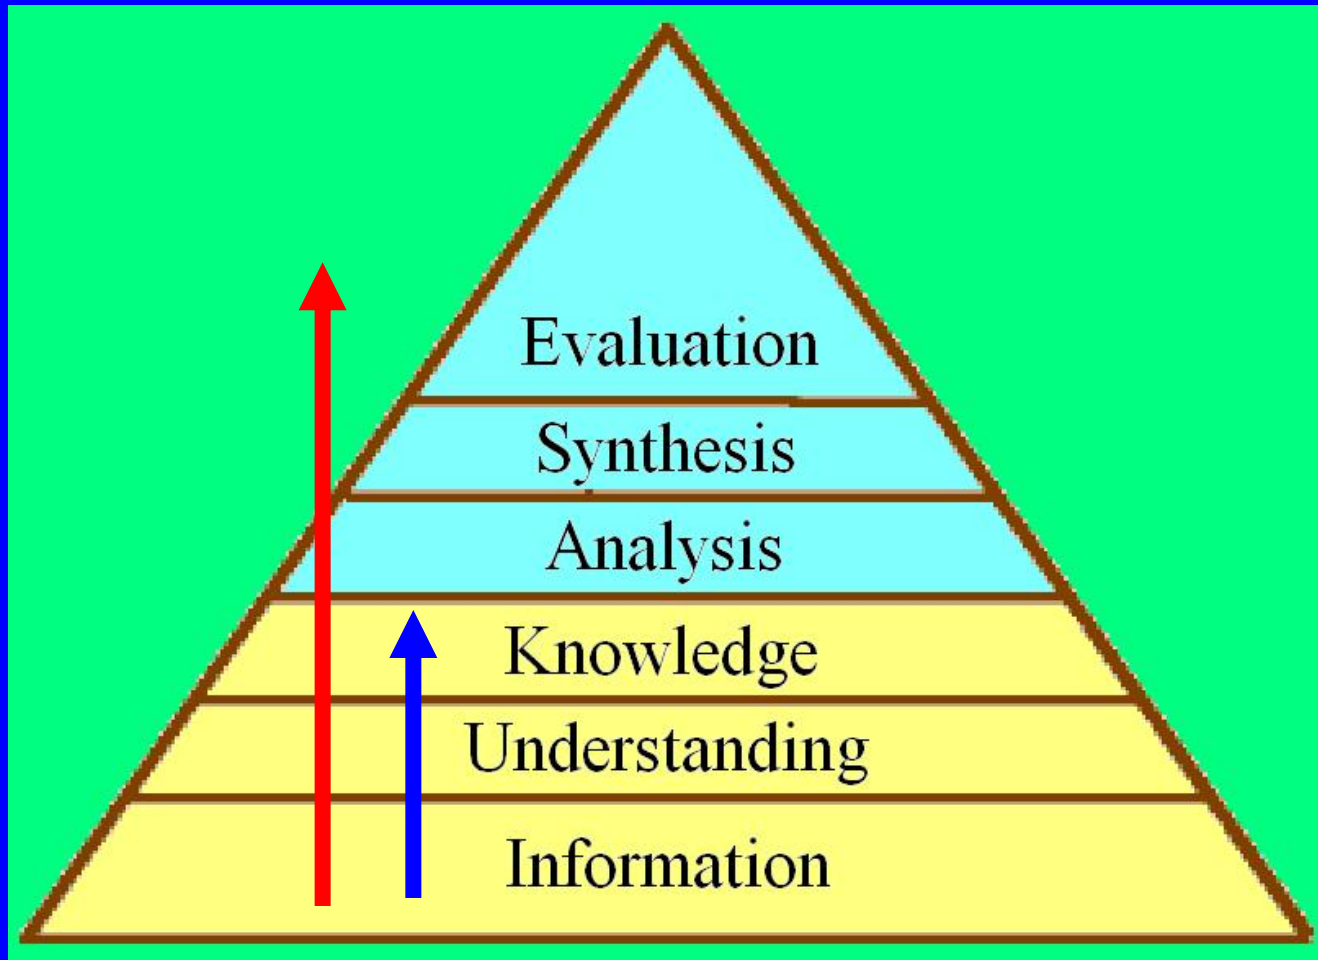 Evaluation
Synthesis
Analysis
Knowledge
Understanding
Information